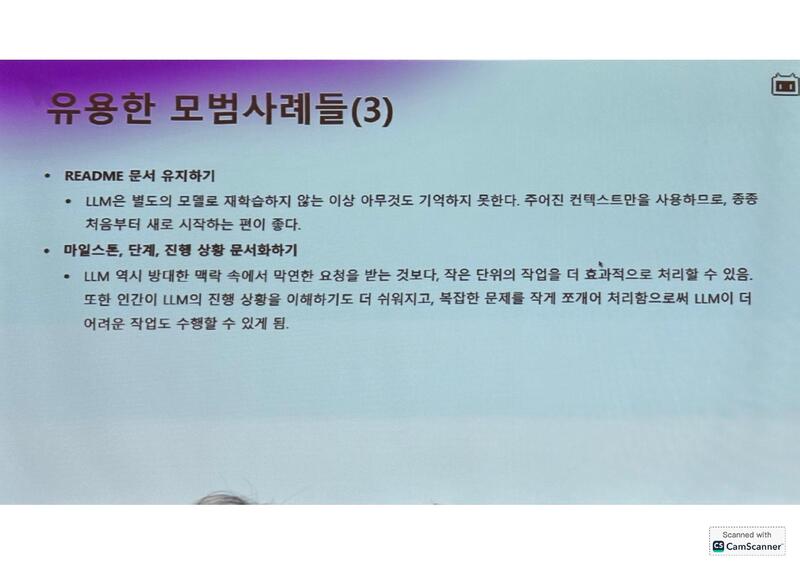 유용한 모범사례들(3)
• README 문서 유지하기
• LLM은 별도의 모델로 재학습하지 않는 이상 아무것도 기억하지 못한다. 주어진 컨텍스트만을 사용하므로, 종종
처음부터 새로 시작하는 편이 좋다.
• 마일스톤, 단계, 진행 상황 문서화하기
• LLM 역시 방대한 맥락 속에서 막연한 요청을 받는 것보다, 작은 단위의 작업을 더 효과적으로 처리할 수 있음.
또한 인간이 LLM의 진행 상황을 이해하기도 더 쉬워지고, 복잡한 문제를 작게 쪼개어 처리함으로써 LLM이 더
어려운 작업도 수행할 수 있게 됨.
Scanned with
CS CamScanner